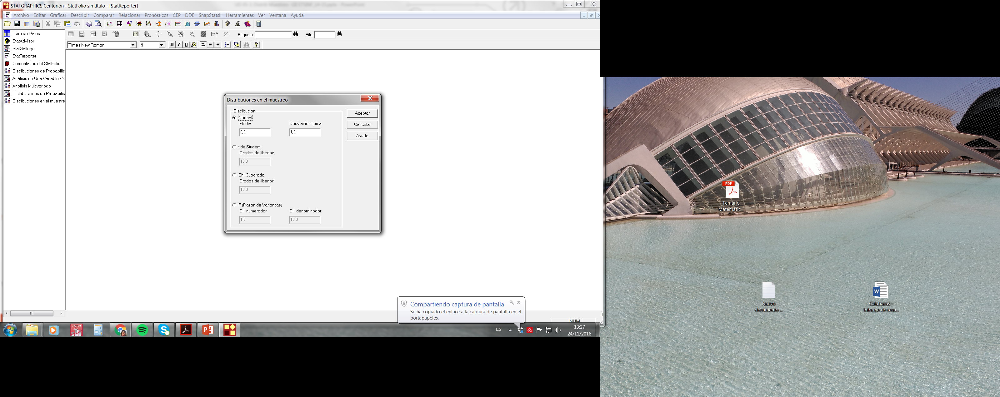 STATGRAPHICS Centurion - StatFolio sin título - [StatReporter]
Archivo Editar Graficar Describir Comparar Relacionar Pronósticos CEP DDE SnapStats!! Herramientas Ver Ventana Ayuda
Etiqueta: Fila:
Times New Roman 9 B I U
Libro de Datos
StatAdvisor
StatGallery
StatReporter
Comentarios del StatFolio
Distribuciones de Probabilic
Análisis de Una Variable - X
Análisis Multivariado
Distribuciones de Probabilic
Distribuciones en el muestre
Distribuciones en el muestreo
Distribución
Normal
Media: Desviación típica:
0,0 1,0
t de Student
Grados de libertad:
10,0
Chi-Cuadrada
Grados de libertad:
10,0
F (Razón de Varianzas)
G.l. numerador: G.l. denominador:
1,0 10,0
Aceptar
Cancelar
Ayuda
Compartiendo captura de pantalla
Se ha copiado el enlace a la captura de pantalla en el
portapapeles.
NUM
ES
13:27
24/11/2016
PDF
Temario
Matematic...
Nuevo
documento ...
W
Calabazas -
Informe de resu...